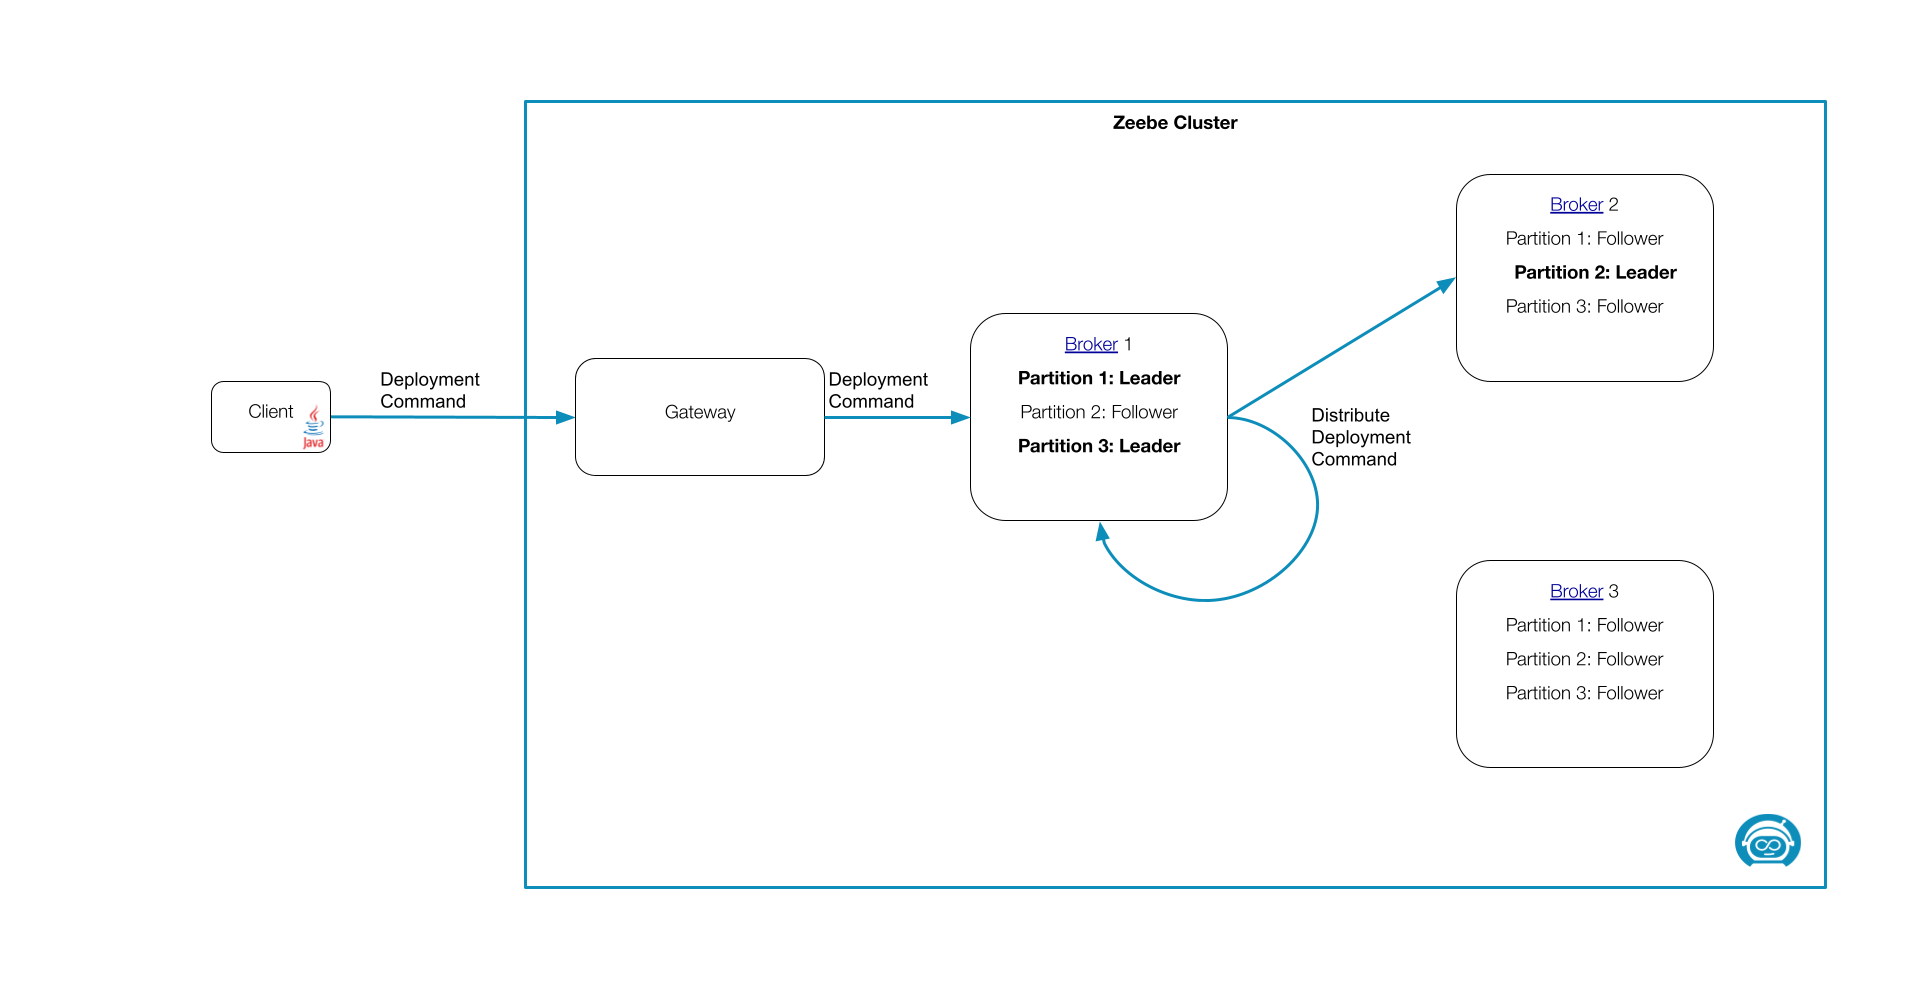 Zeebe Cluster
Client
Java
Deployment
Command
Gateway
Deployment
Command
Broker 1
Partition 1: Leader
Partition 2: Follower
Partition 3: Leader
Distribute
Deployment
Command
Broker 2
Partition 1: Follower
Partition 2: Leader
Partition 3: Follower
Broker 3
Partition 1: Follower
Partition 2: Follower
Partition 3: Follower